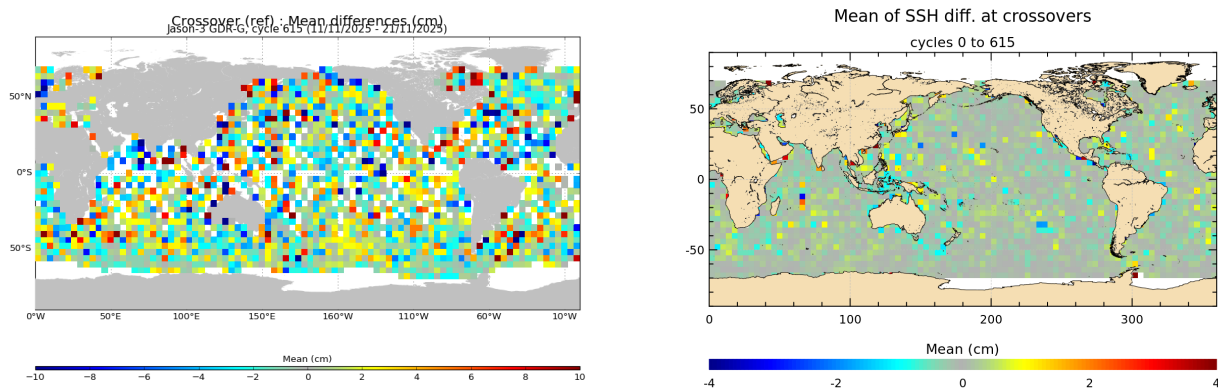 Crossover (ref) : Mean differences (cm)
Jason-3 GDR-G, cycle 615 (11/11/2025 - 21/11/2025)
50°N
0°S
50°S
0°W 50°E 100°E 150°E 160°W 110°W 60°W 10°W
Mean (cm)
−10 −8 −6 −4 −2 0 2 4 6 8 10
Mean of SSH diff. at crossovers
cycles 0 to 615
50
0
-50
0 100 200 300
Mean (cm)
-4 -2 0 2 4